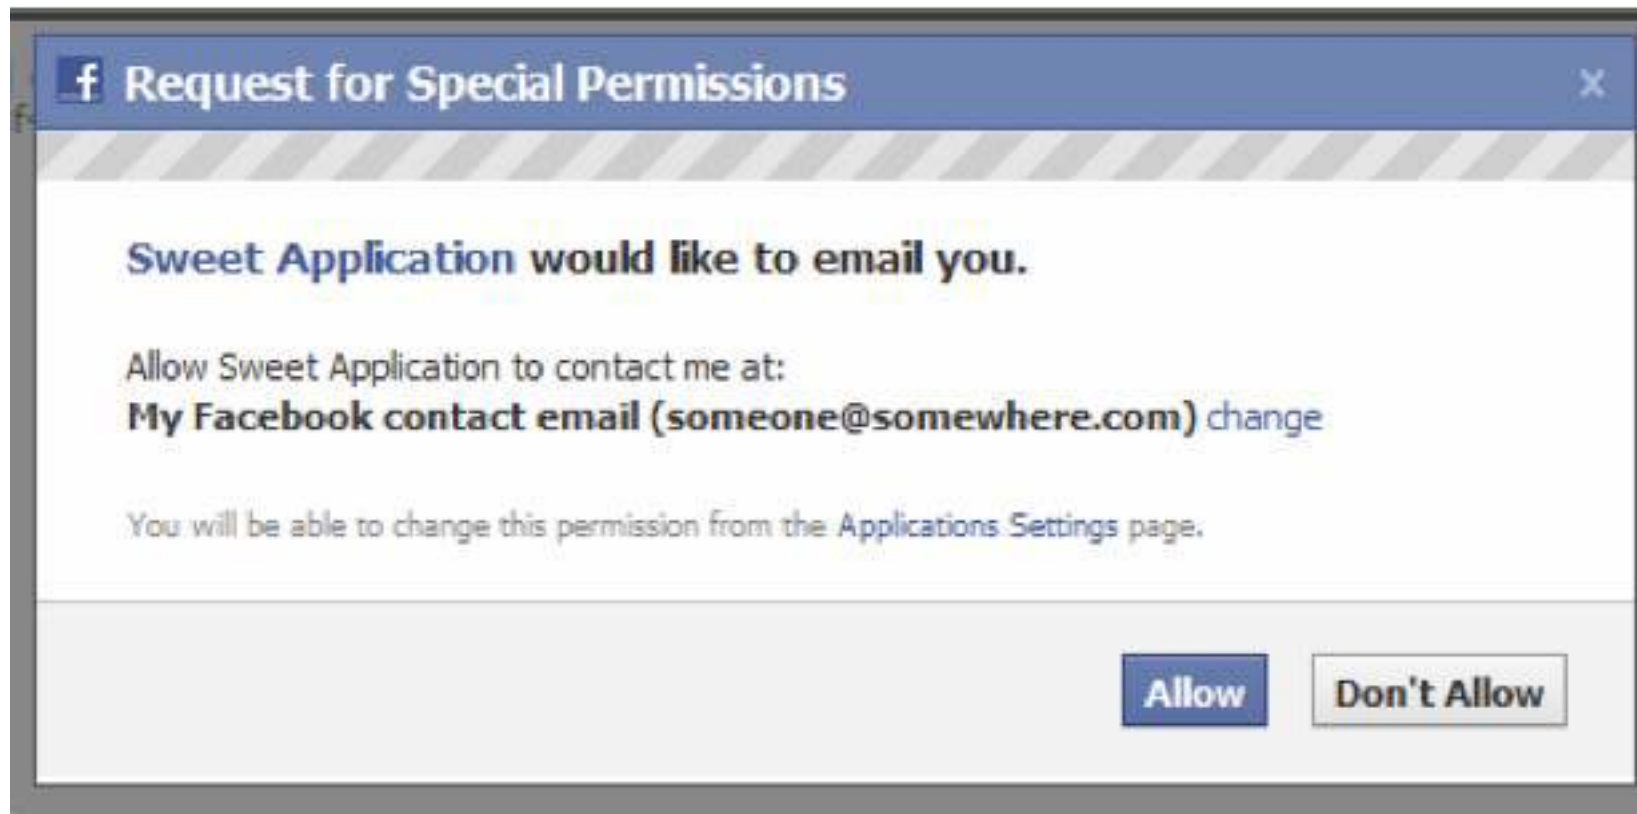 f Request for Special Permissions x
Sweet Application would like to email you.
Allow Sweet Application to contact me at:
My Facebook contact email (someone@somewhere.com) change
You will be able to change this permission from the Applications Settings page.
Allow Don't Allow